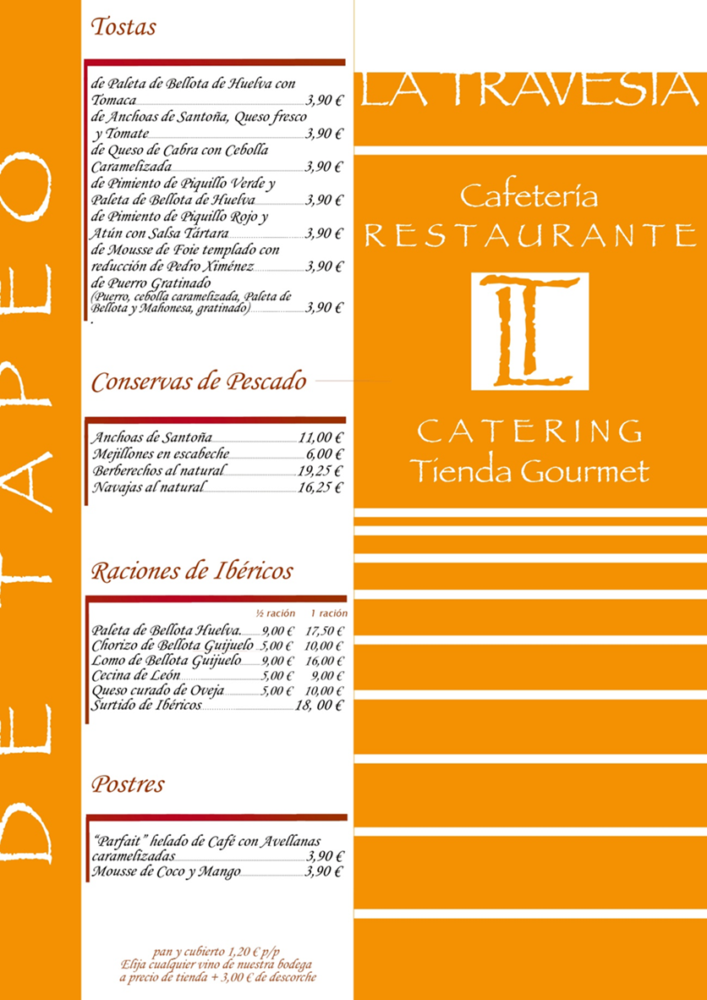 DE TAPEO
Tostas
de Paleta de Bellota de Huelva con
Tomaca 3,90 €
de Anchoas de Santoña, Queso fresco
y Tomate 3,90 €
de Queso de Cabra con Cebolla
Caramelizada 3,90 €
de Pimiento de Piquillo Verde y
Paleta de Bellota de Huelva 3,90 €
de Pimiento de Piquillo Rojo y
Atún con Salsa Tártara 3,90 €
de Mousse de Foie templado con
reducción de Pedro Ximénez 3,90 €
de Puerro Gratinado
(Puerro, cebolla caramelizada, Paleta de
Bellota y Mahonesa, gratinado) 3,90 €
.
Conservas de Pescado
Anchoas de Santoña 11,00 €
Mejillones en escabeche 6,00 €
Berberechos al natural 19,25 €
Navajas al natural 16,25 €
Raciones de Ibéricos
½ ración 1 ración
Paleta de Bellota Huelva. 9,00 € 17,50 €
Chorizo de Bellota Guijuelo 5,00 € 10,00 €
Lomo de Bellota Guijuelo 9,00 € 16,00 €
Cecina de León 5,00 € 9,00 €
Queso curado de Oveja 5,00 € 10,00 €
Surtido de Ibéricos 18, 00 €
Postres
“Parfait” helado de Café con Avellanas
caramelizadas 3,90 €
Mousse de Coco y Mango 3,90 €
pan y cubierto 1,20 € p/p
Elija cualquier vino de nuestra bodega
a precio de tienda + 3,00 € de descorche
LA TRAVESIA
Cafetería
RESTAURANTE
LT
CATERING
Tienda Gourmet